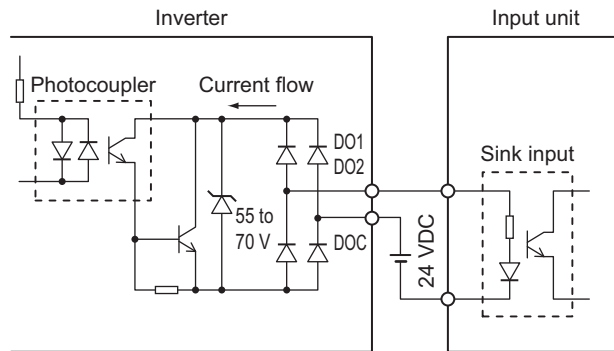 Inverter
Input unit
Photocoupler
Current flow
DO1
DO2
Sink input
55 to
70 V
DOC
24 VDC